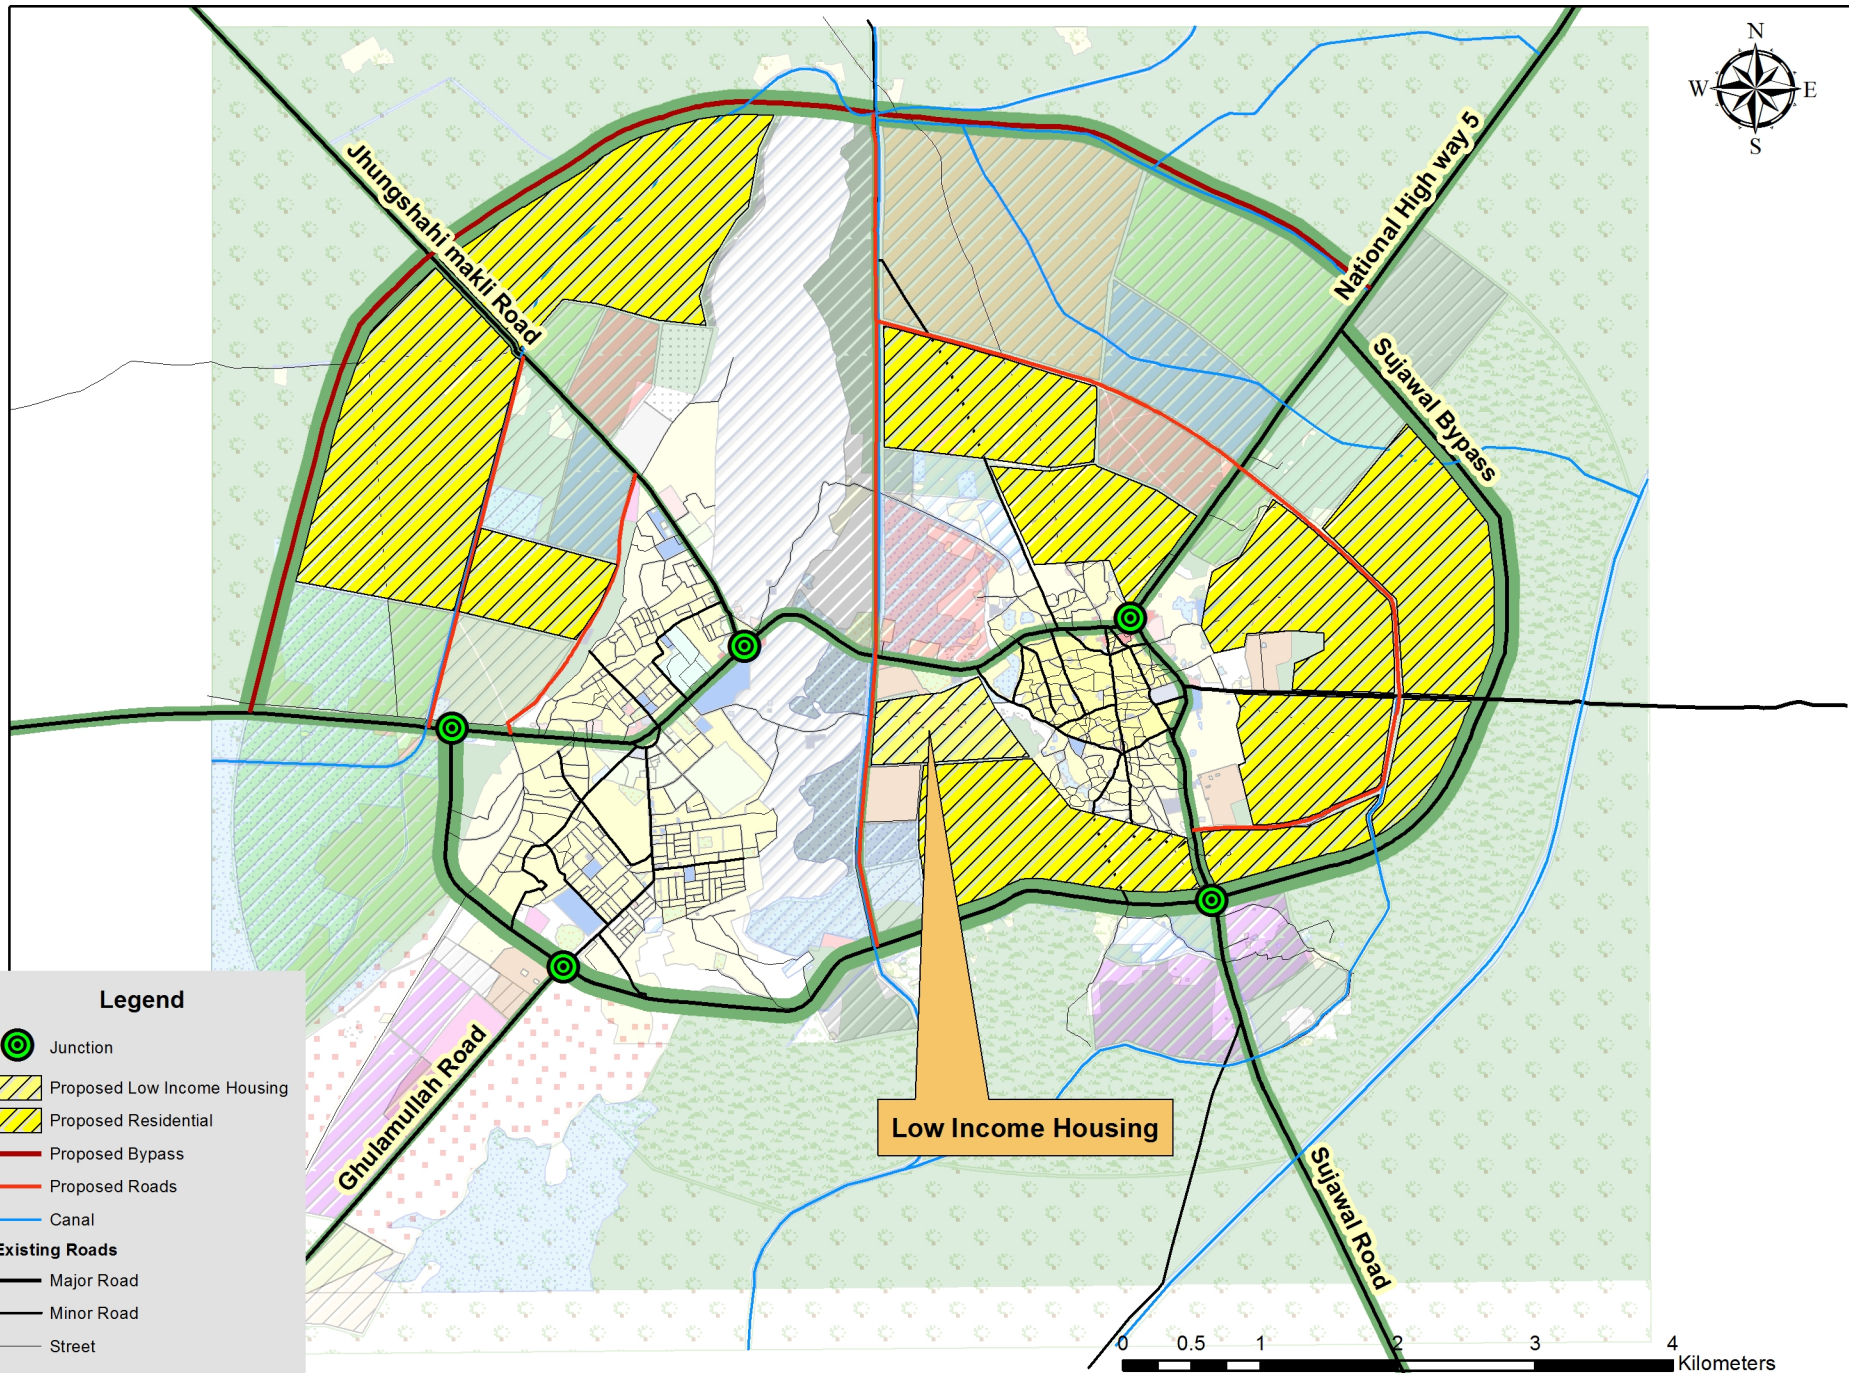 N
W E
S
Jhungshahi makli Road
National High way 5
Sujawal Bypass
Low Income Housing
Ghulamullah Road
Sujawal Road
Legend
Junction
Proposed Low Income Housing
Proposed Residential
Proposed Bypass
Proposed Roads
Canal
Existing Roads
Major Road
Minor Road
Street
0 0.5 1 2 3 4
Kilometers